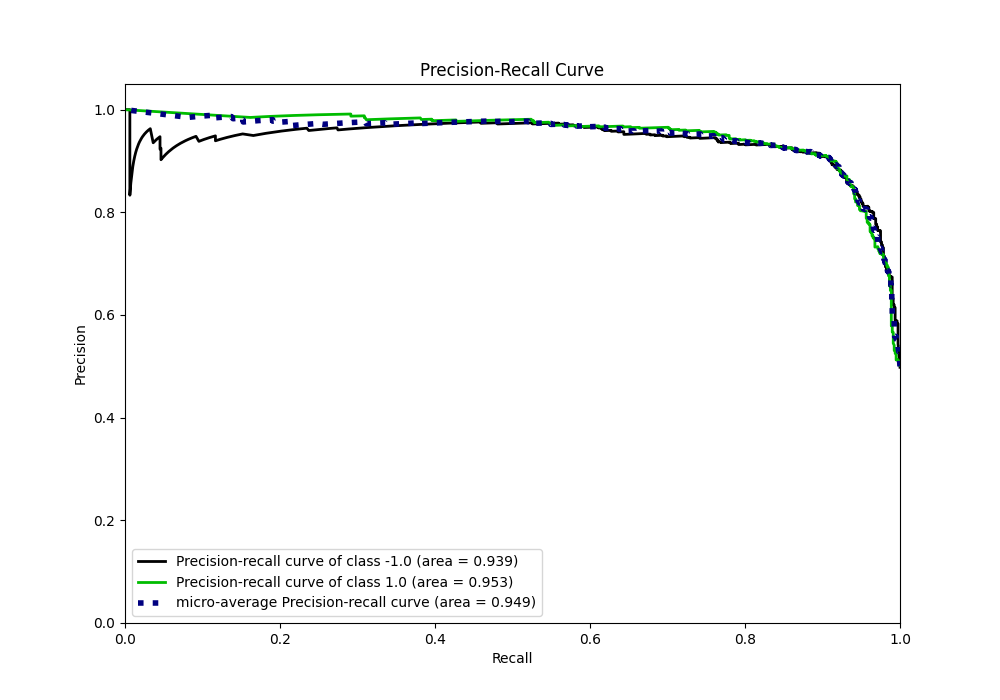 Precision-Recall Curve
1.0
0.8
0.6
0.4
0.2
0.0
Precision
Precision-recall curve of class -1.0 (area = 0.939)
Precision-recall curve of class 1.0 (area = 0.953)
micro-average Precision-recall curve (area = 0.949)
0.0 0.2 0.4 0.6 0.8 1.0
Recall